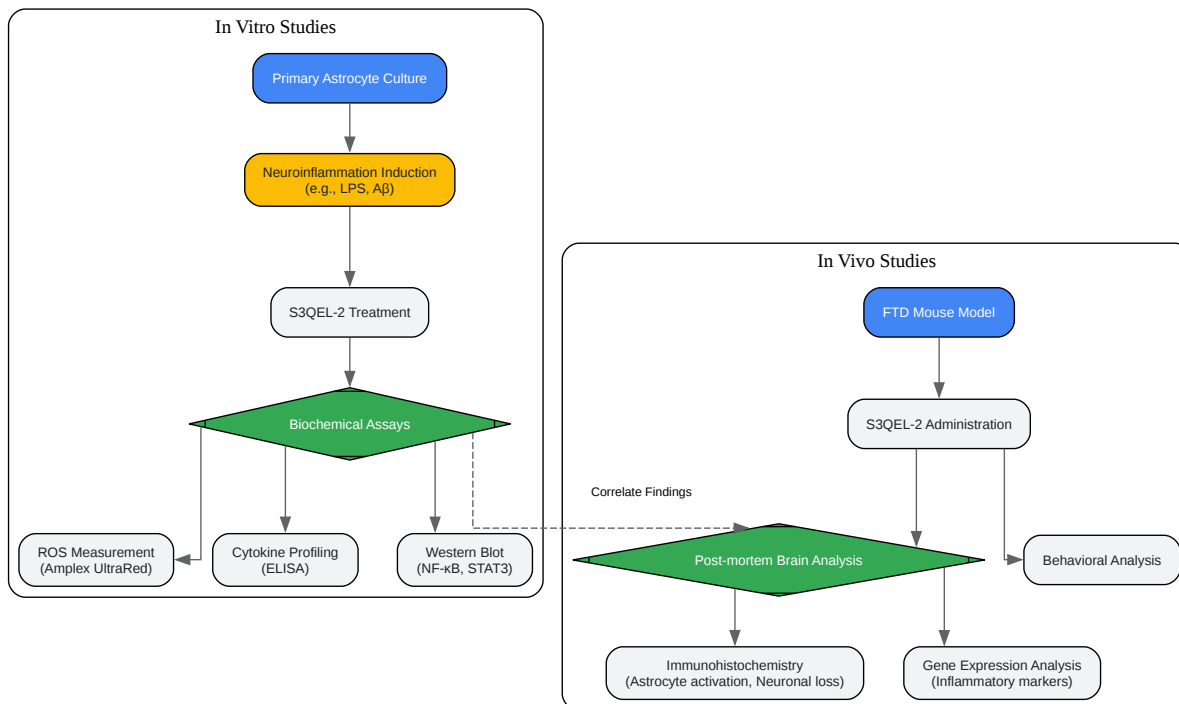 In Vitro Studies
Primary Astrocyte Culture
Neuroinflammation Induction
(e.g., LPS, Aβ)
S3QEL-2 Treatment
Biochemical Assays
ROS Measurement
(Amplex UltraRed)
Cytokine Profiling
(ELISA)
Western Blot
(NF-κB, STAT3)
Correlate Findings
In Vivo Studies
FTD Mouse Model
S3QEL-2 Administration
Post-mortem Brain Analysis
Behavioral Analysis
Immunohistochemistry
(Astrocyte activation, Neuronal loss)
Gene Expression Analysis
(Inflammatory markers)